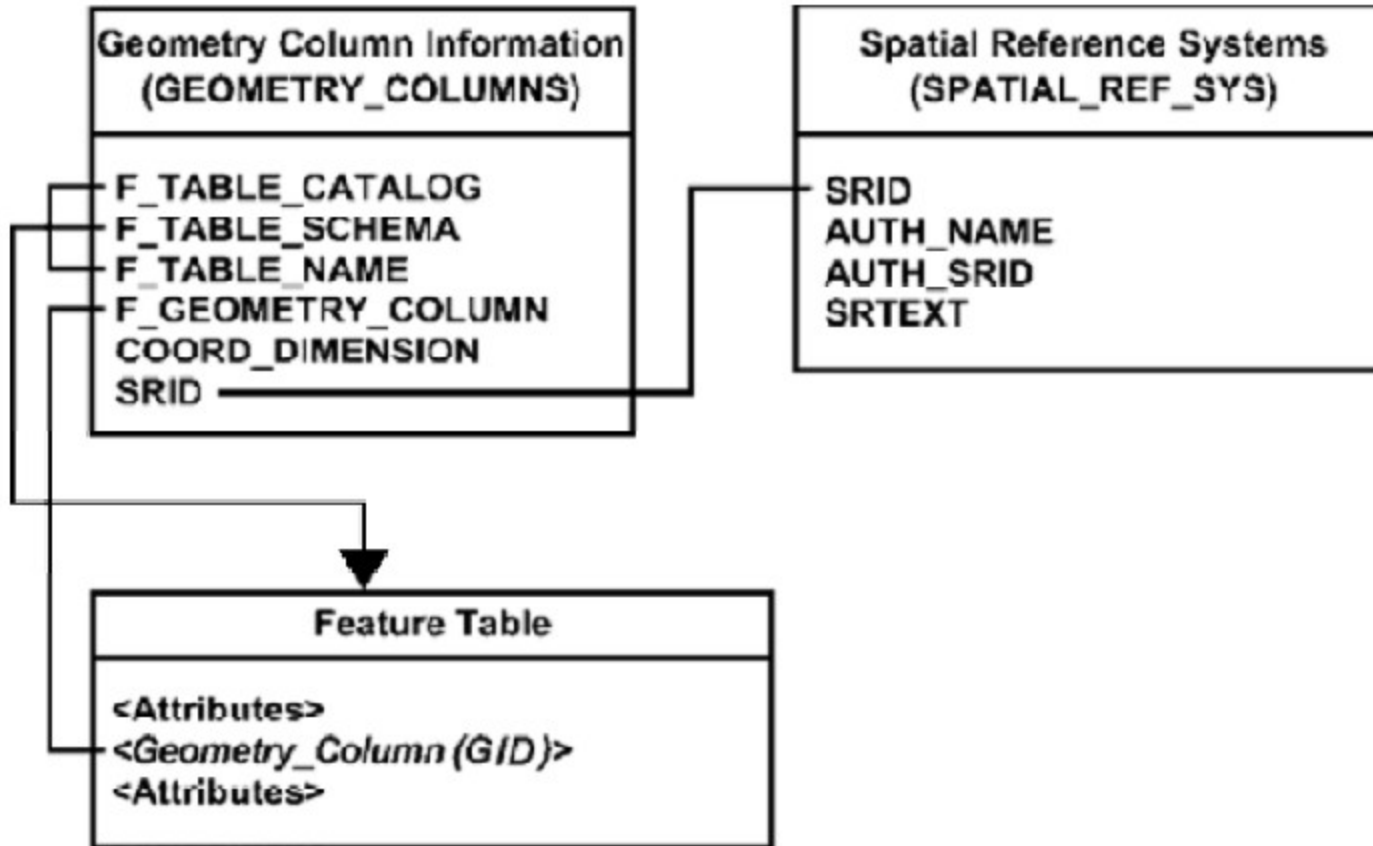 Geometry Column Information
(GEOMETRY_COLUMNS)
F_TABLE_CATALOG
F_TABLE_SCHEMA
F_TABLE_NAME
F_GEOMETRY_COLUMN
COORD_DIMENSION
SRID
Spatial Reference Systems
(SPATIAL_REF_SYS)
SRID
AUTH_NAME
AUTH_SRID
SRTEXT
Feature Table
<Attributes>
<Geometry_Column (GID)>
<Attributes>